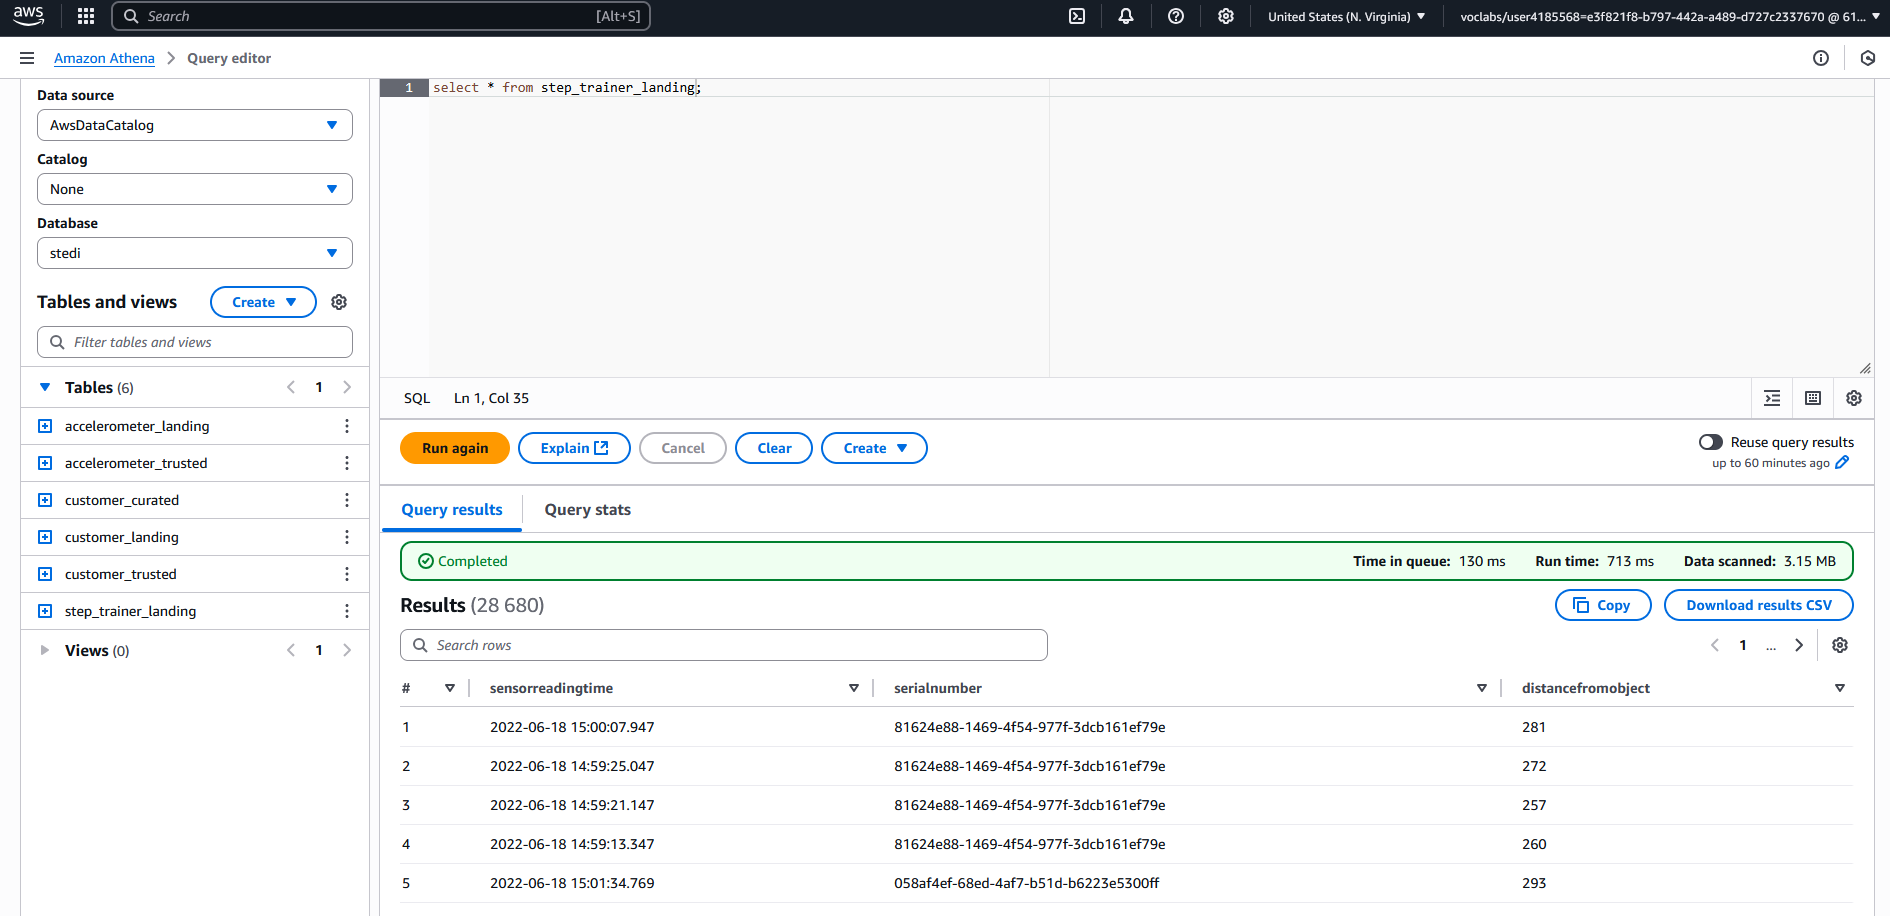 aws
Search
[Alt+S]
United States (N. Virginia)
voclabs/user4185568=e3f821f8-b797-442a-a489-d727c2337670 @ 61...
Amazon Athena
Query editor
Data source
AwsDataCatalog
Catalog
None
Database
stedi
Tables and views
Create
Filter tables and views
Tables (6)
1
accelerometer_landing
accelerometer_trusted
customer_curated
customer_landing
customer_trusted
step_trainer_landing
Views (0)
1
1 select * from step_trainer_landing;
SQL Ln 1, Col 35
Run again
Explain
Cancel
Clear
Create
Reuse query results
up to 60 minutes ago
Query results
Query stats
Completed
Time in queue: 130 ms
Run time: 713 ms
Data scanned: 3.15 MB
Results (28 680)
Copy
Download results CSV
Search rows
1 ...
# sensorreadingtime serialnumber distancefromobject
1 2022-06-18 15:00:07.947 81624e88-1469-4f54-977f-3dcb161ef79e 281
2 2022-06-18 14:59:25.047 81624e88-1469-4f54-977f-3dcb161ef79e 272
3 2022-06-18 14:59:21.147 81624e88-1469-4f54-977f-3dcb161ef79e 257
4 2022-06-18 14:59:13.347 81624e88-1469-4f54-977f-3dcb161ef79e 260
5 2022-06-18 15:01:34.769 058af4ef-68ed-4af7-b51d-b6223e5300ff 293